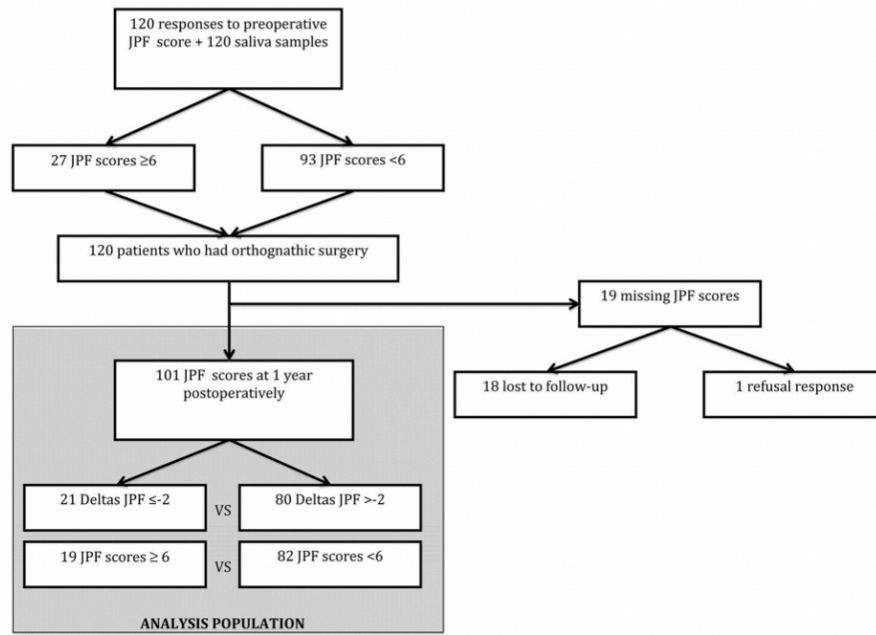 120 responses to preoperative
JPF score + 120 saliva samples
27 JPF scores ≥6
93 JPF scores <6
120 patients who had orthognathic surgery
19 missing JPF scores
101 JPF scores at 1 year
postoperatively
18 lost to follow-up
1 refusal response
21 Deltas JPF ≤-2
VS
80 Deltas JPF >-2
19 JPF scores ≥ 6
VS
82 JPF scores <6
ANALYSIS POPULATION